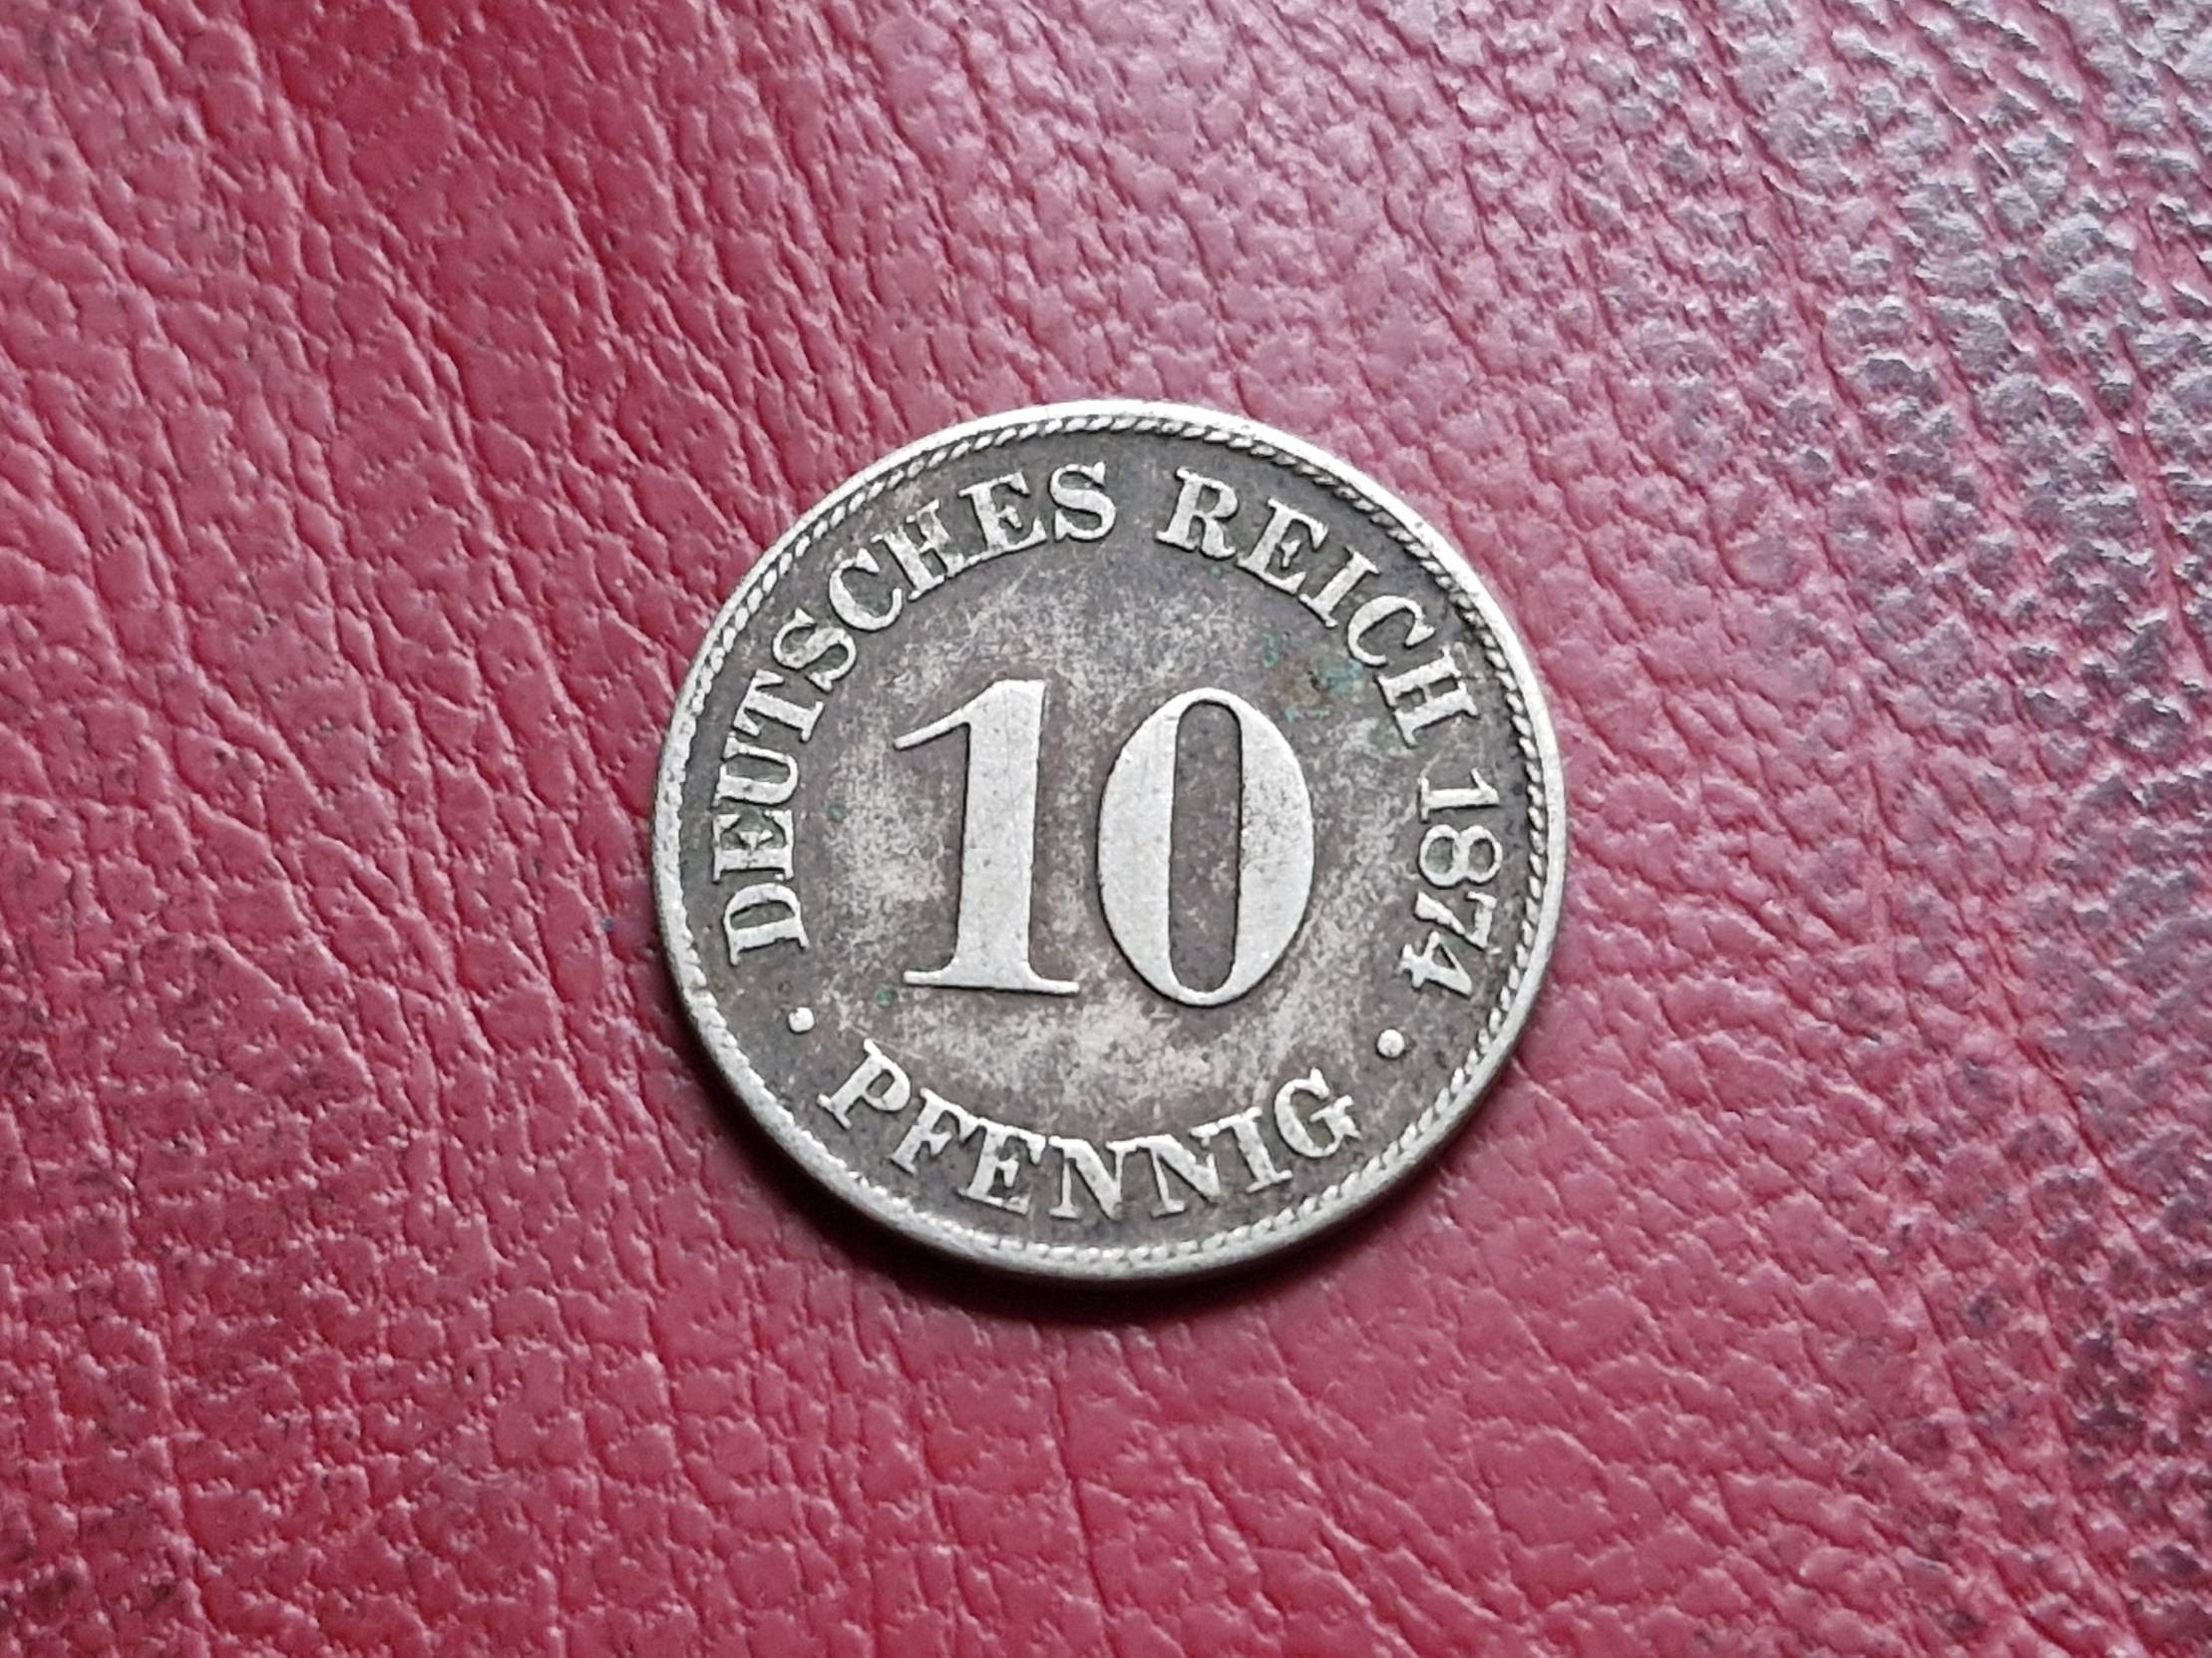 DEUTSCHES REICH 1874
10
• PFENNIG •